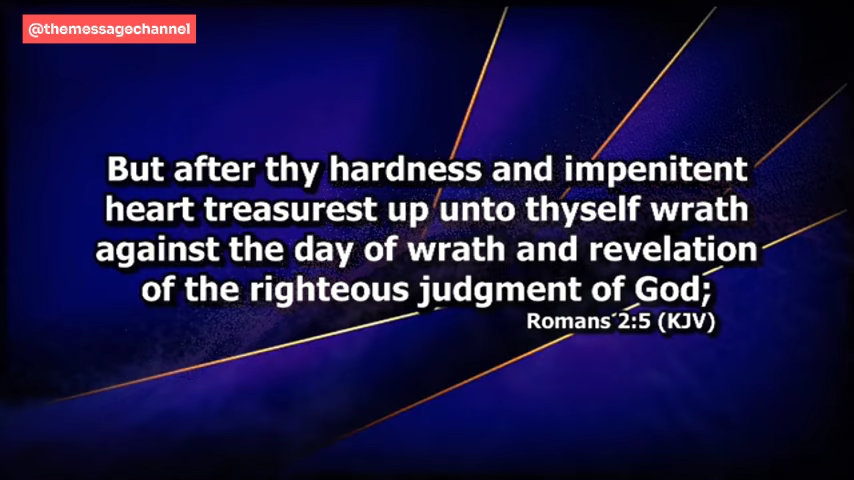 @themessagechannel
But after thy hardness and impenitent
heart treasurest up unto thyself wrath
against the day of wrath and revelation
of the righteous judgment of God;
Romans´2:5 (KJV)